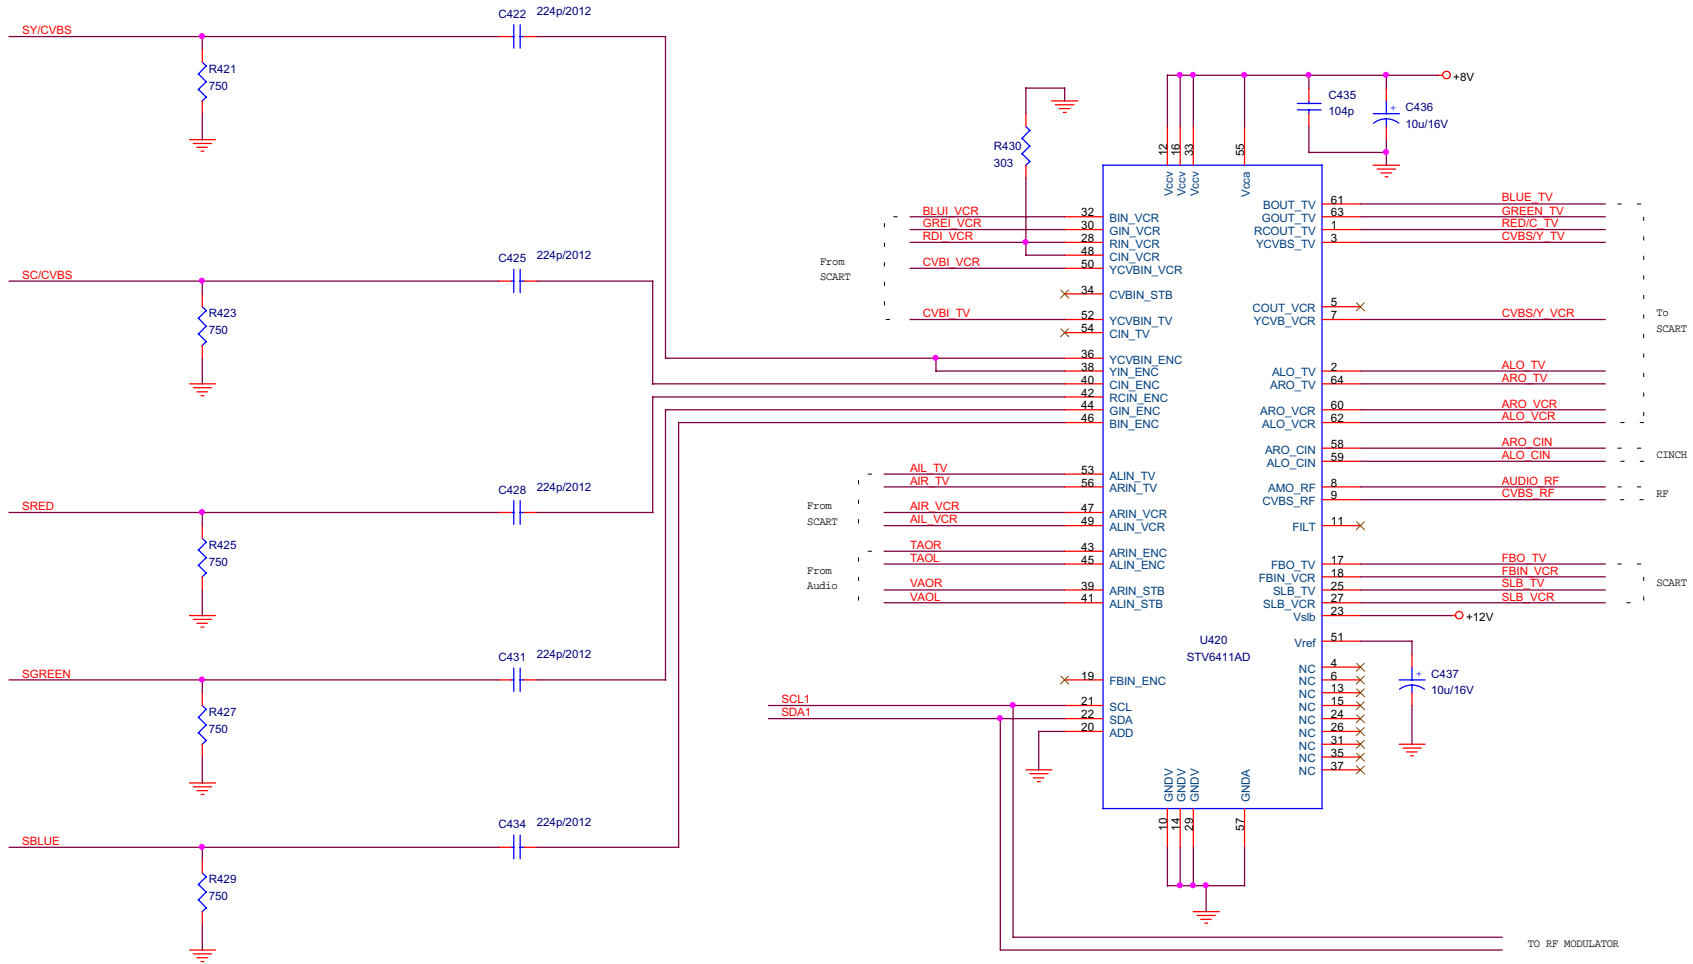 SY/CVBS
C422 224p/2012
R421
750
SC/CVBS
C425 224p/2012
R423
750
SRED
C428 224p/2012
R425
750
SGREEN
C431 224p/2012
R427
750
SBLUE
C434 224p/2012
R429
750
R430
303
+8V
C435
104p
+ C436
10u/16V
12 16 33 55
Vccv Vccv Vccv Vcca
From
SCART
BLUI_VCR 32 BIN_VCR
GREI_VCR 30 GIN_VCR
RDI_VCR 28 RIN_VCR
48 CIN_VCR
CVBI_VCR 50 YCVBIN_VCR
34 CVBIN_STB
CVBI_TV 52 YCVBIN_TV
54 CIN_TV
36 YCVBIN_ENC
38 YIN_ENC
40 CIN_ENC
42 RCIN_ENC
44 GIN_ENC
46 BIN_ENC
From
SCART
AIL_TV 53 ALIN_TV
AIR_TV 56 ARIN_TV
AIR_VCR 47 ARIN_VCR
AIL_VCR 49 ALIN_VCR
From
Audio
TAOR 43 ARIN_ENC
TAOL 45 ALIN_ENC
VAOR 39 ARIN_STB
VAOL 41 ALIN_STB
19 FBIN_ENC
SCL1 21 SCL
SDA1 22 SDA
20 ADD
U420
STV6411AD
BOUT_TV 61 BLUE_TV
GOUT_TV 63 GREEN_TV
RCOUT_TV 1 RED/C_TV
YCVBS_TV 3 CVBS/Y_TV
COUT_VCR 5
YCVB_VCR 7 CVBS/Y_VCR
To
SCART
ALO_TV 2 ALO_TV
ARO_TV 64 ARO_TV
ARO_VCR 60 ARO_VCR
ALO_VCR 62 ALO_VCR
ARO_CIN 58 ARO_CIN
ALO_CIN 59 ALO_CIN
CINCH
AMO_RF 8 AUDIO_RF
CVBS_RF 9 CVBS_RF
RF
FILT 11
FBO_TV 17 FBO_TV
FBIN_VCR 18 FBIN_VCR
SLB_TV 25 SLB_TV
SLB_VCR 27 SLB_VCR
SCART
Vslb 23 +12V
Vref 51
+ C437
10u/16V
NC 4
NC 6
NC 13
NC 15
NC 24
NC 26
NC 31
NC 35
NC 37
GNDV GNDV GNDV GNDA
10 14 29 57
TO RF MODULATOR